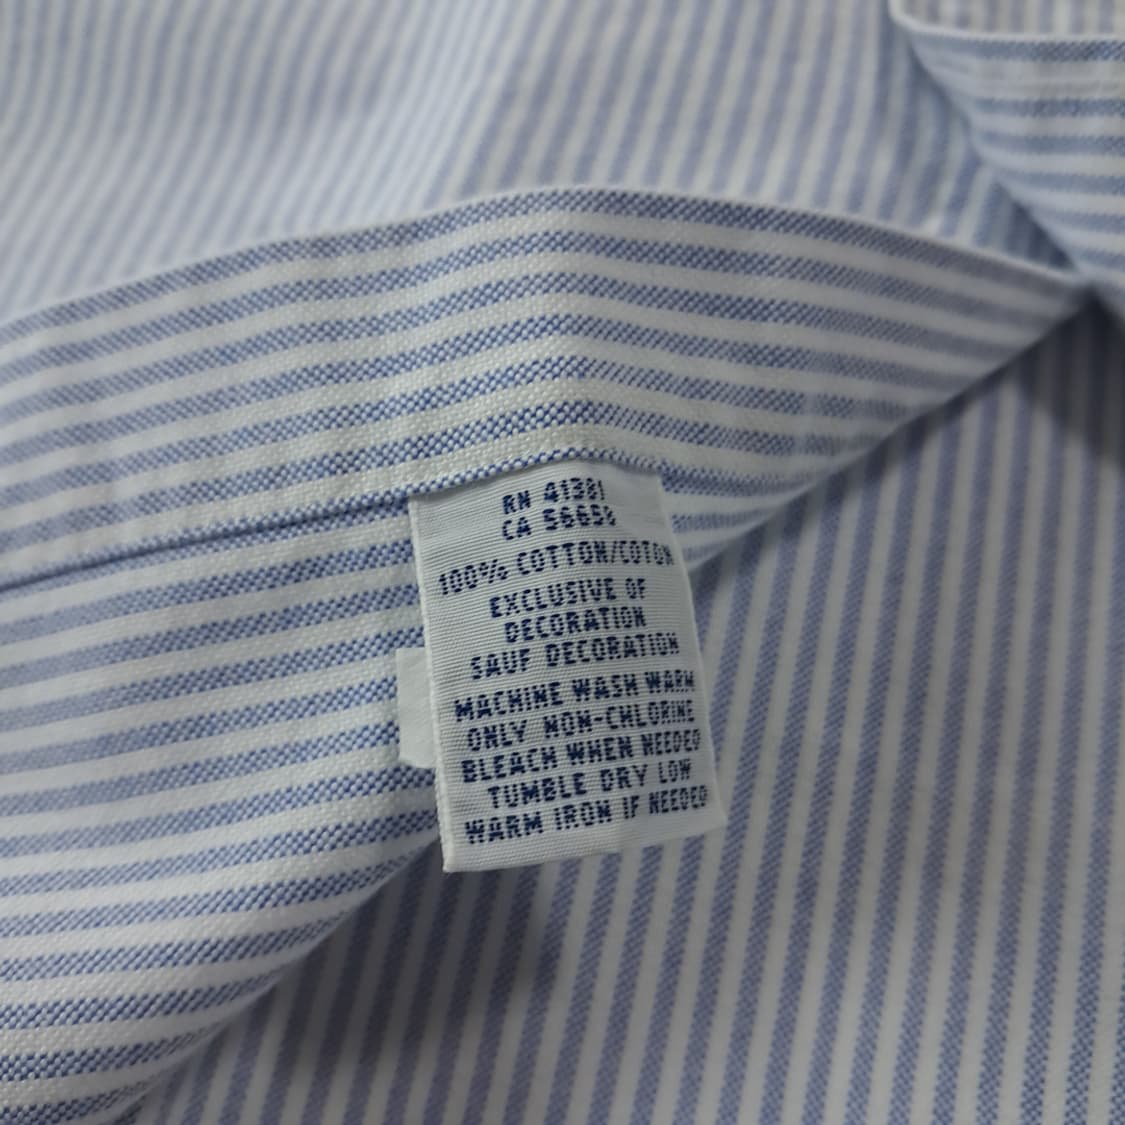 RN 41381
CA 56658
100% COTTON/COTON
EXCLUSIVE OF
DECORATION
SAUF DECORATION
MACHINE WASH WARM
ONLY NON-CHLORINE
BLEACH WHEN NEEDED
TUMBLE DRY LOW
WARM IRON IF NEEDED